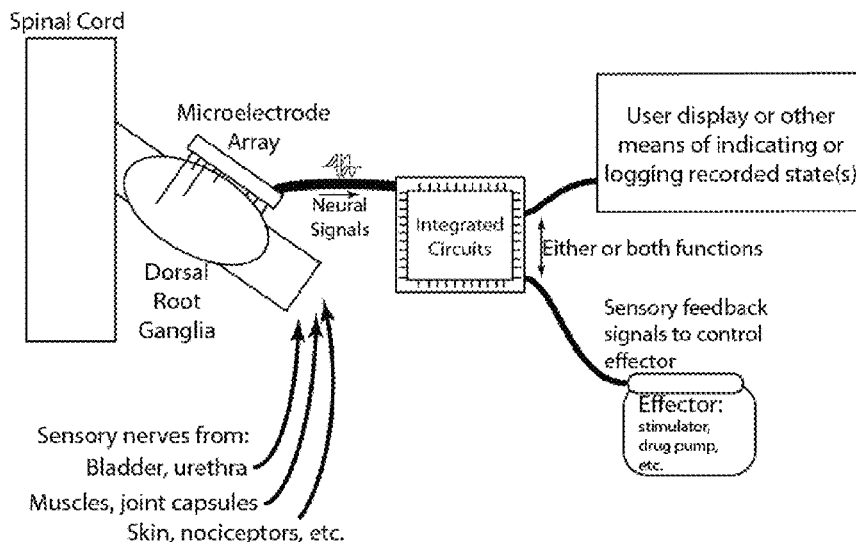 Spinal Cord
Microelectrode
Array
Neural
Signals
Dorsal
Root
Ganglia
Integrated
Circuits
User display or other
means of indicating or
logging recorded state(s)
Either or both functions
Sensory feedback
signals to control
effector
Effector:
stimulator,
drug pump,
etc.
Sensory nerves from:
Bladder, urethra
Muscles, joint capsules
Skin, nociceptors, etc.